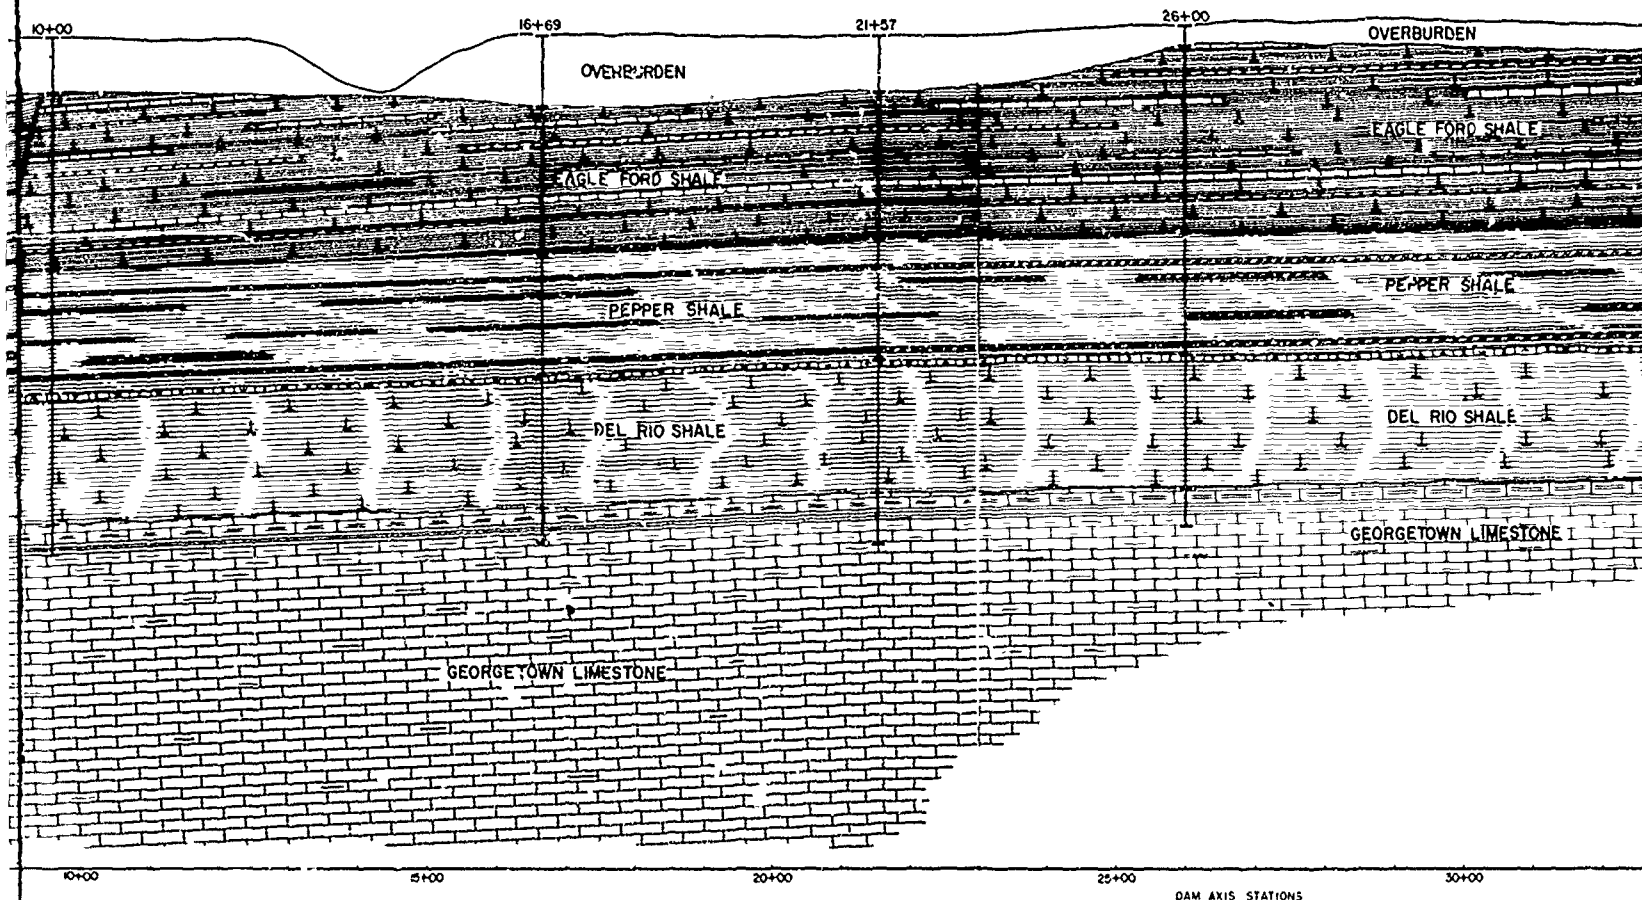 10+00
16+69
21+57
26+00
OVERBURDEN
OVERBURDEN
EAGLE FORD SHALE
EAGLE FORD SHALE
PEPPER SHALE
PEPPER SHALE
DEL RIO SHALE
DEL RIO SHALE
GEORGETOWN LIMESTONE
GEORGETOWN LIMESTONE
10+00
15+00
20+00
25+00
30+00
DAM AXIS STATIONS